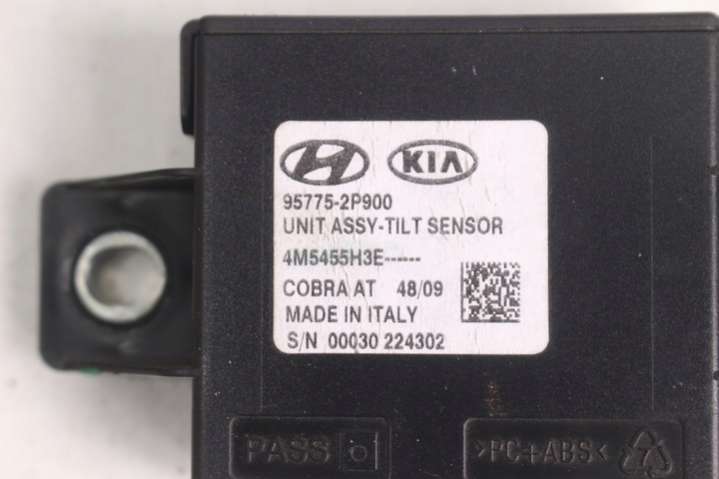 KIA
95775-2P900
UNIT ASSY-TILT SENSOR
4M5455H3E------
COBRA AT 48/09
MADE IN ITALY
S/N 00030 224302
PASS
>PC+ABS< 7